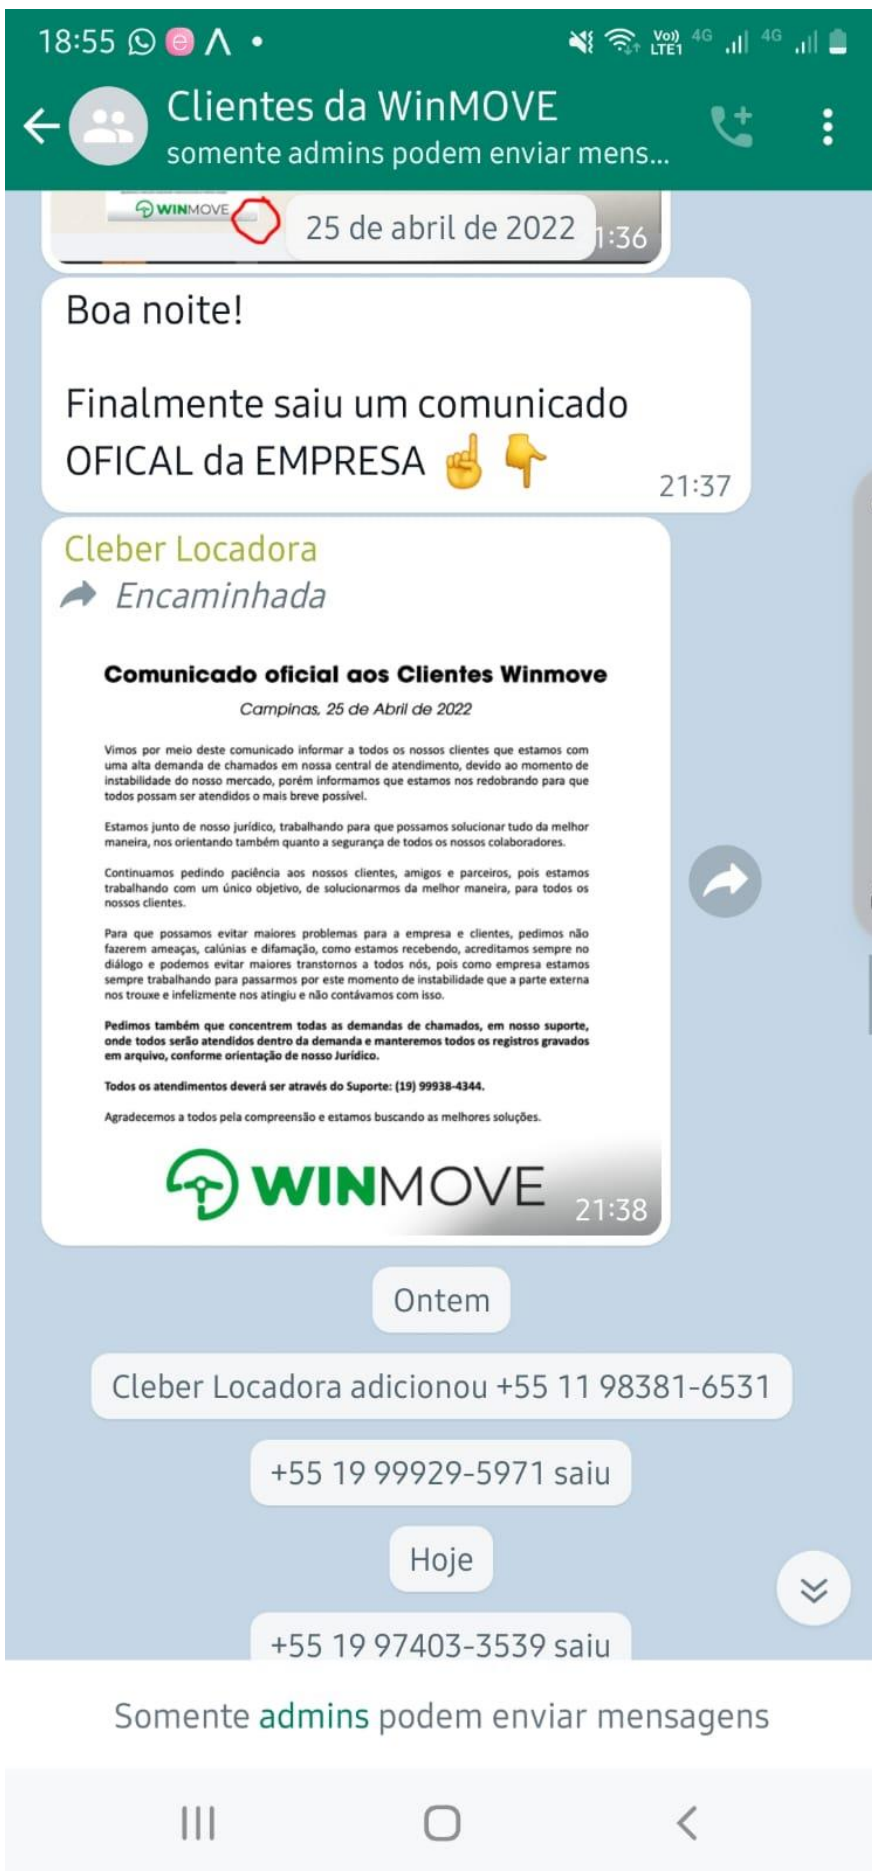 18:55
Vo)) LTE1 4G 4G
Clientes da WinMOVE
somente admins podem enviar mens...
WINMOVE
25 de abril de 2022
1:36
Boa noite!
Finalmente saiu um comunicado
OFICAL da EMPRESA ☝️👇
21:37
Cleber Locadora
Encaminhada
Comunicado oficial aos Clientes Winmove
Campinas, 25 de Abril de 2022
Vimos por meio deste comunicado informar a todos os nossos clientes que estamos com
uma alta demanda de chamados em nossa central de atendimento, devido ao momento de
instabilidade do nosso mercado, porém informamos que estamos nos redobrando para que
todos possam ser atendidos o mais breve possível.
Estamos junto de nosso jurídico, trabalhando para que possamos solucionar tudo da melhor
maneira, nos orientando também quanto a segurança de todos os nossos colaboradores.
Continuamos pedindo paciência aos nossos clientes, amigos e parceiros, pois estamos
trabalhando com um único objetivo, de solucionarmos da melhor maneira, para todos os
nossos clientes.
Para que possamos evitar maiores problemas para a empresa e clientes, pedimos não
fazerem ameaças, calúnias e difamação, como estamos recebendo, acreditamos sempre no
diálogo e podemos evitar maiores transtornos a todos nós, pois como empresa estamos
sempre trabalhando para passarmos por este momento de instabilidade que a parte externa
nos trouxe e infelizmente nos atingiu e não contávamos com isso.
Pedimos também que concentrem todas as demandas de chamados, em nosso suporte,
onde todos serão atendidos dentro da demanda e manteremos todos os registros gravados
em arquivo, conforme orientação de nosso Jurídico.
Todos os atendimentos deverá ser através do Suporte: (19) 99938-4344.
Agradecemos a todos pela compreensão e estamos buscando as melhores soluções.
WINMOVE
21:38
Ontem
Cleber Locadora adicionou +55 11 98381-6531
+55 19 99929-5971 saiu
Hoje
+55 19 97403-3539 saiu
Somente admins podem enviar mensagens